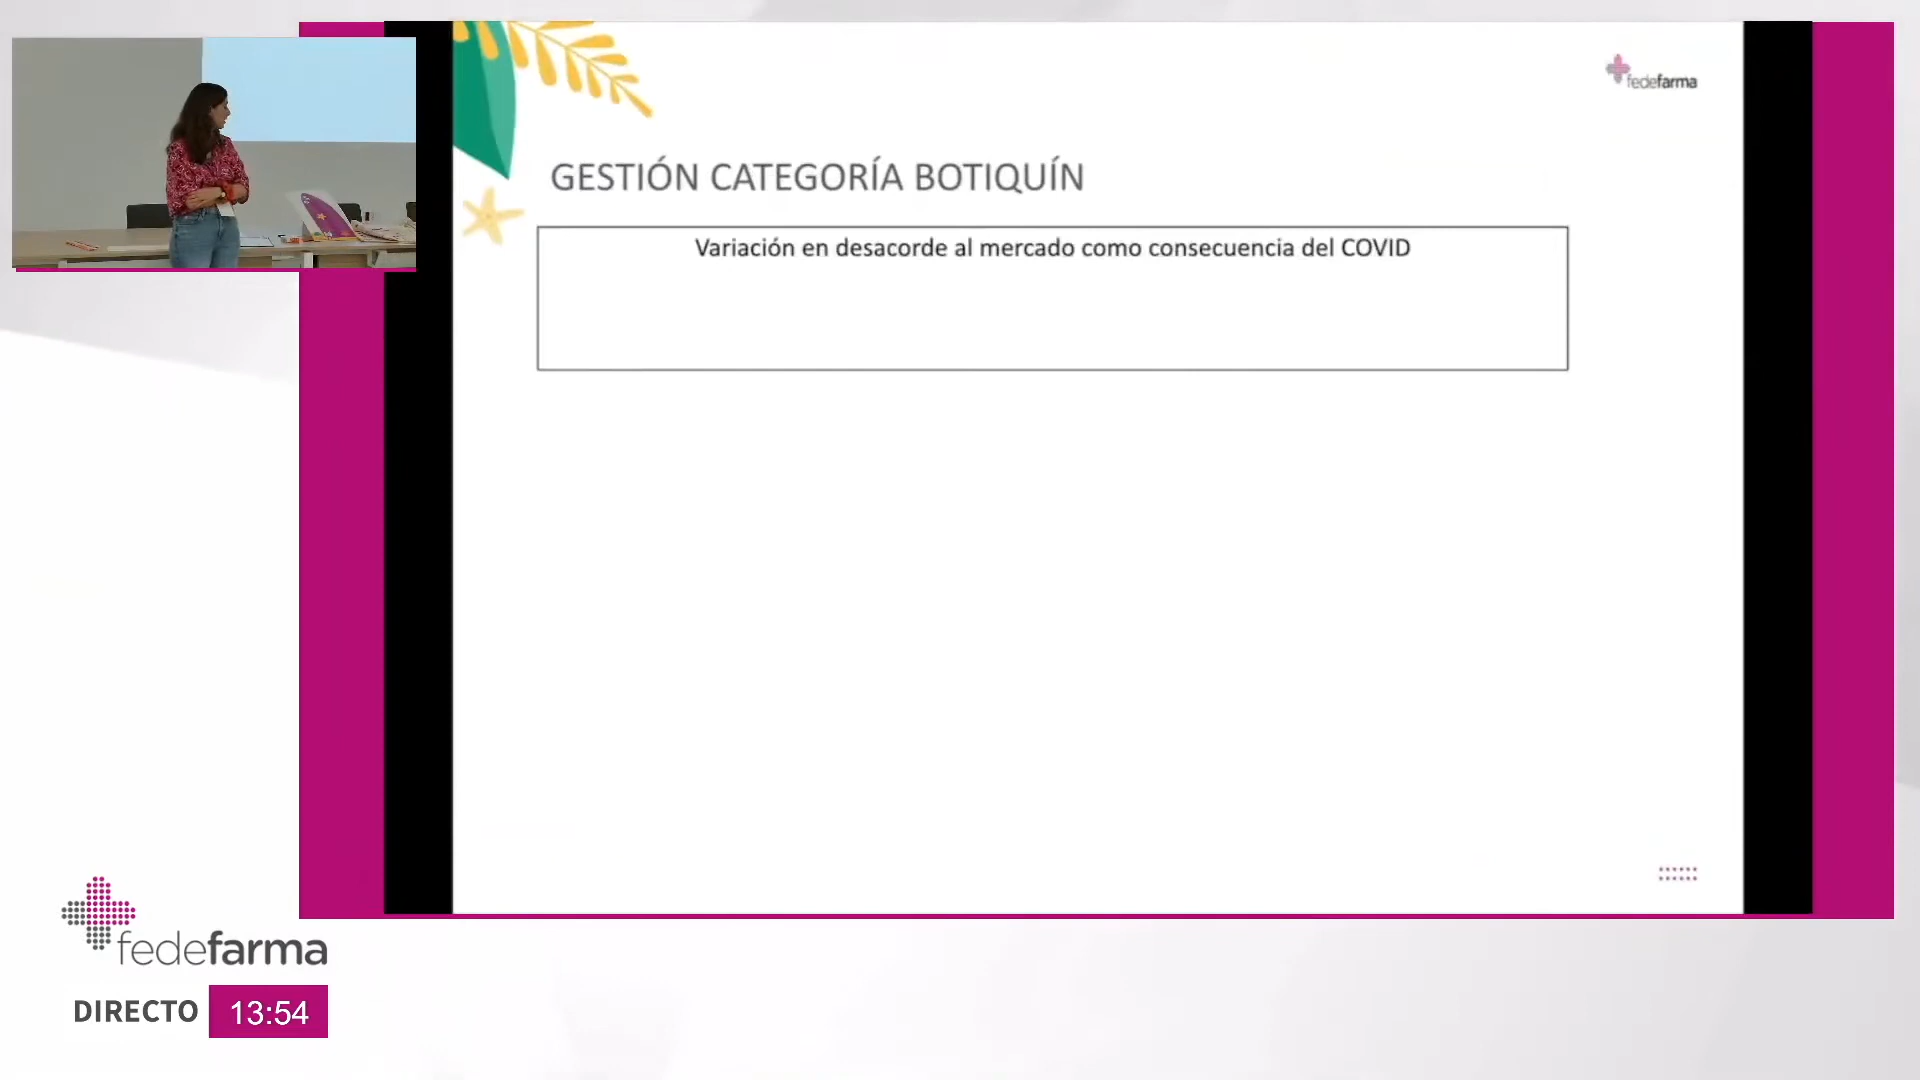 fedefarma
GESTIÓN CATEGORÍA BOTIQUÍN
Variación en desacorde al mercado como consecuencia del COVID
fedefarma
DIRECTO 13:54